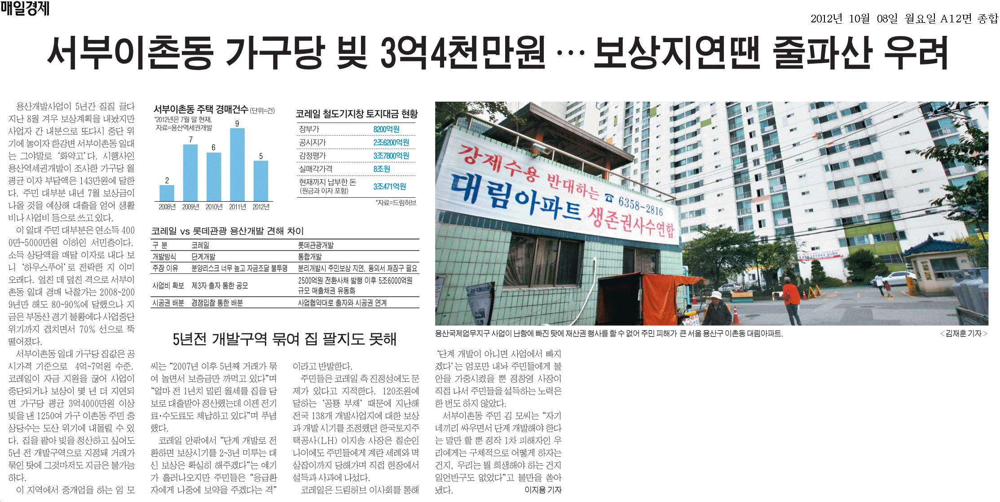 매일경제
2012년 10월 08일 월요일 A12면 종합
서부이촌동 가구당 빚 3억4천만원 … 보상지연땐 줄파산 우려
용산개발사업이 5년간 질질 끌다
지난 8월 겨우 보상계획을 내놨지만
사업자 간 내분으로 또다시 중단 위
기에 놓이자 한강변 서부이촌동 일대
는 그야말로 ‘화약고’다. 시행사인
용산역세권개발이 조사한 가구당 월
평균 이자 부담액은 143만원에 달한
다. 주민 대부분 내년 7월 보상금이
나올 것을 예상해 대출을 얻어 생활
비나 사업비 등으로 쓰고 있다.
이 일대 주민 대부분은 연소득 400
0만~5000만원 이하인 서민층이다.
소득 상당액을 매달 이자로 내다 보
니 ‘하우스푸어’로 전락한 지 이미
오래다. 엎친 데 덮친 격으로 서부이
촌동 일대 경매 낙찰가는 2008~200
9년만 해도 80~90%에 달했으나 지
금은 부동산 경기 불황에다 사업중단
위기까지 겹치면서 70% 선으로 뚝
떨어졌다.
서부이촌동 일대 가구당 집값은 공
시가격 기준으로 4억~7억원 수준.
코레일이 자금 지원을 끊어 사업이
중단되거나 보상이 몇 년 더 지연되
면 가구당 평균 3억4000만원 이상
빚을 낸 1250여 가구 이촌동 주민 중
상당수는 도산 위기에 내몰릴 수 있
다. 집을 팔아 빚을 청산하고 싶어도
5년 전 개발구역으로 지정돼 거래가
묶인 탓에 그것마저도 지금은 불가능
하다.
이 지역에서 중개업을 하는 임 모
서부이촌동 주택 경매건수 (단위=건)
*2012년은 7월 말 현재.
자료=용산역세권개발
2
7
6
9
5
2008년 2009년 2010년 2011년 2012년
코레일 철도기지창 토지대금 현황
장부가 8200억원
공시지가 2조6200억원
감정평가 3조7800억원
실매각가격 8조원
현재까지 납부한 돈 3조471억원
(원금과 이자 포함)
*자료=드림허브
코레일 vs 롯데관광 용산개발 견해 차이
구 분 코레일 롯데관광개발
개발방식 단계개발 통합개발
주장 이유 분양리스크 너무 높고 자금조달 불투명 분리개발시 주민보상 지연, 동의서 재징구 필요
사업비 확보 제3자 출자 통한 공모 2500억원 전환사채 발행 이후 5조6000억원
규모 매출채권 유동화
시공권 배분 경쟁입찰 통한 배분 사업협약대로 출자와 시공권 연계
5년전 개발구역 묶여 집 팔지도 못해
씨는 “2007년 이후 5년째 거래가 묶
여 놀면서 보증금만 까먹고 있다”며
“얼마 전 1년치 밀린 월세를 집을 담
보로 대출받아 정산했는데 이젠 전기
료·수도료도 체납하고 있다”며 푸념
했다.
코레일 안팎에서 “단계 개발로 전
환하면 보상시기를 2~3년 미루는 대
신 보상은 확실히 해주겠다”는 얘기
가 흘러나오지만 주민들은 “응급환
자에게 나중에 보약을 주겠다는 격”
이라고 반발한다.
주민들은 코레일 측 진정성에도 문
제가 있다고 지적한다. 120조원에
달하는 ‘공룡 부채’ 때문에 지난해
전국 138개 개발사업지에 대한 보상
과 개발 시기를 조정했던 한국토지주
택공사(LH) 이지송 사장은 칠순인
나이에도 주민들에게 계란 세례와 멱
살잡이까지 당해가며 직접 현장에서
설득과 사과에 나섰다.
코레일은 드림허브 이사회를 통해
강제수용 반대하는 ☎ 6358-2816
대림아파트 생존권사수연합
용산국제업무지구 사업이 난항에 빠진 탓에 재산권 행사를 할 수 없어 주민 피해가 큰 서울 용산구 이촌동 대림아파트. <김재훈 기자>
‘단계 개발이 아니면 사업에서 빠지
겠다’는 엄포만 내놔 주민들에게 불
안을 가중시켰을 뿐 정창영 사장이
직접 나서 주민들을 설득하는 노력은
한 번도 하지 않았다.
서부이촌동 주민 김 모씨는 “자기
네끼리 싸우면서 단계 개발해야 한다
는 말만 할 뿐 정작 1차 피해자인 우
리에게는 구체적으로 어떻게 하자는
건지, 우리는 뭘 희생해야 하는 건지
일언반구도 없었다”고 불만을 쏟아
냈다. 이지용 기자